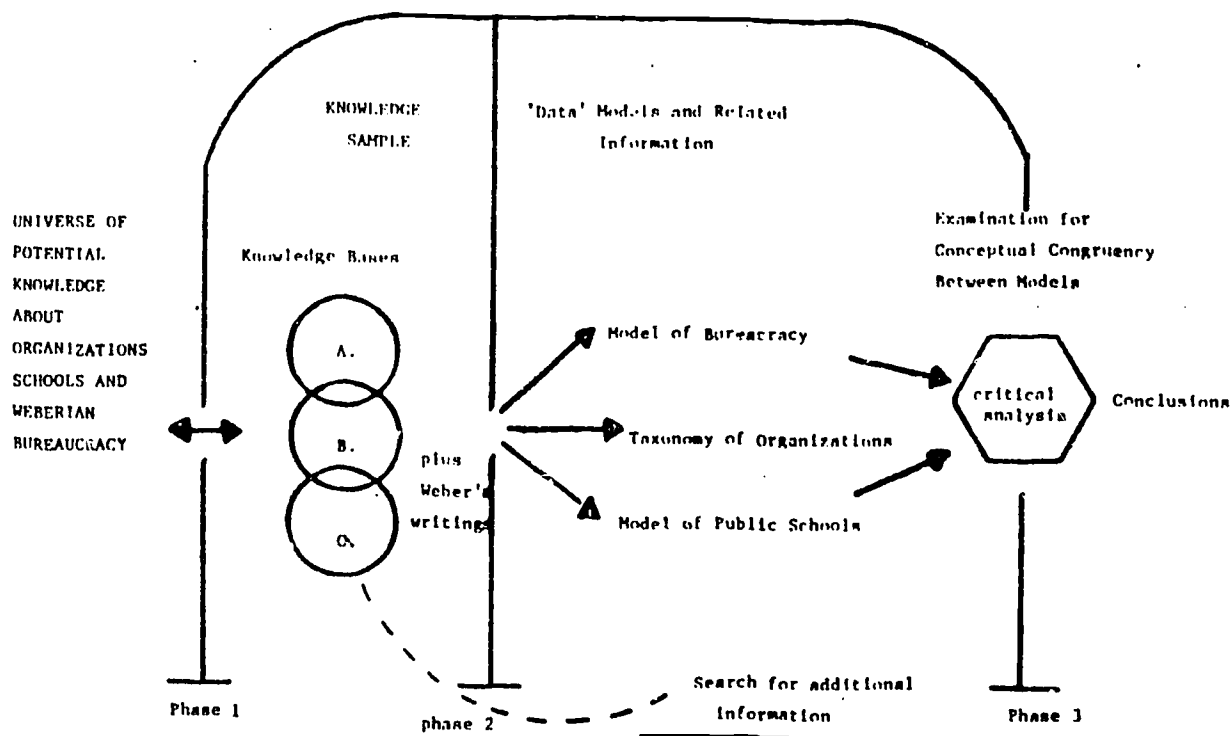 KNOWLEDGE
SAMPLE
'Data' Models and Related
Information
UNIVERSE OF
POTENTIAL
KNOWLEDGE
ABOUT
ORGANIZATIONS
SCHOOLS AND
WEBERIAN
BUREAUCRACY
Knowledge Bases
A.
B.
O.
plus
Weber's
writings
Examination for
Conceptual Congruency
Between Models
Model of Bureacracy
Taxonomy of Organizations
Model of Public Schools
critical
analysis
Conclusions
Search for additional
information
Phase 1
phase 2
Phase 3